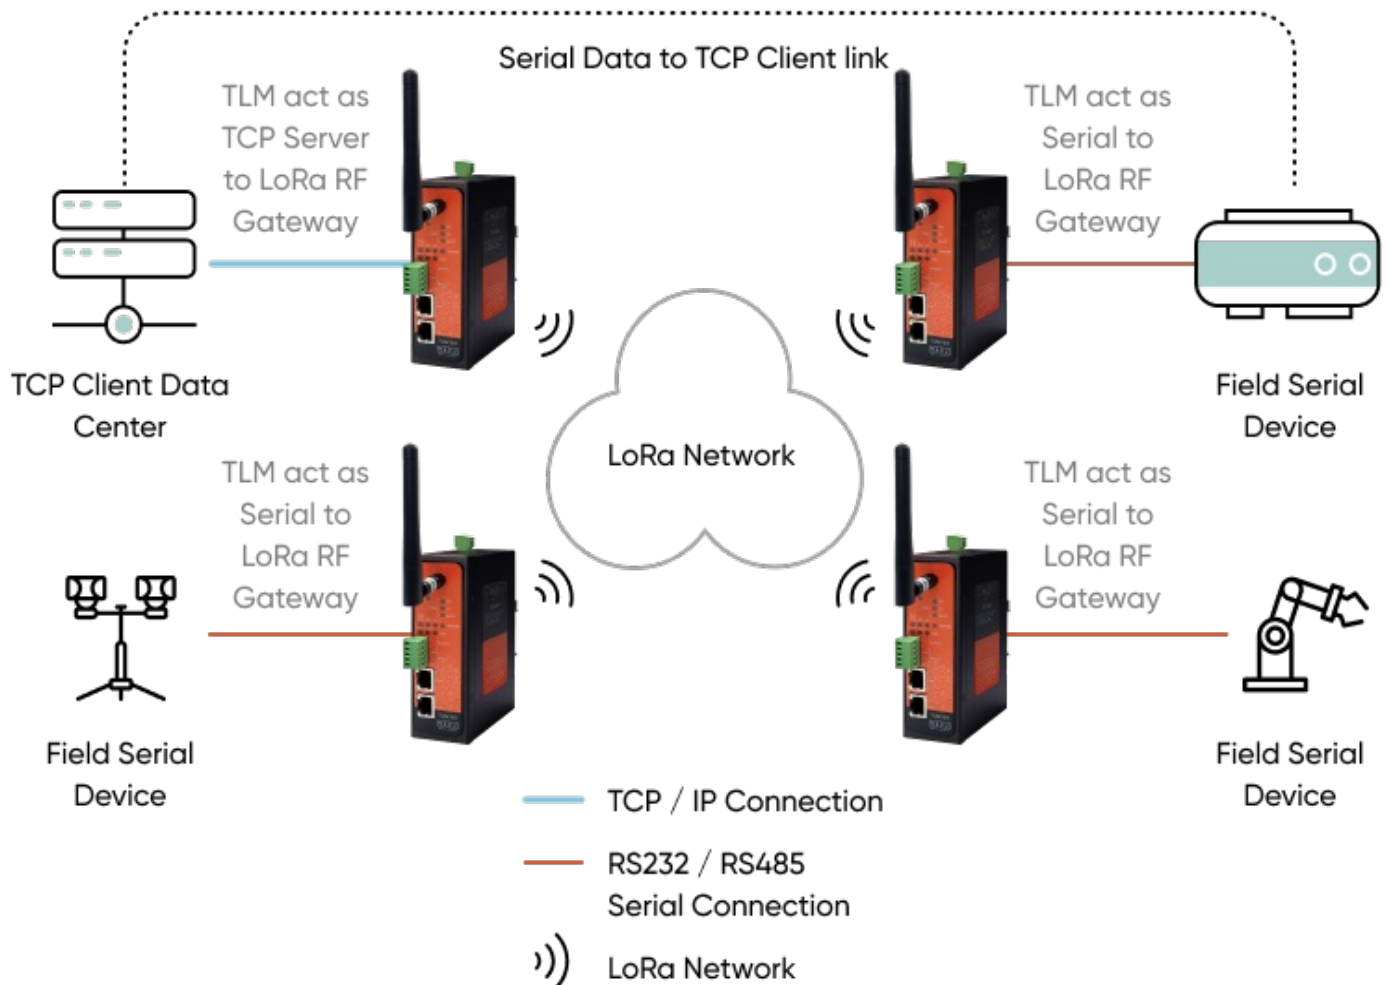 Serial Data to TCP Client link
TLM act as
TCP Server
to LoRa RF
Gateway
TLM act as
Serial to
LoRa RF
Gateway
TCP Client Data
Center
LoRa Network
Field Serial
Device
TLM act as
Serial to
LoRa RF
Gateway
TLM act as
Serial to
LoRa RF
Gateway
Field Serial
Device
Field Serial
Device
TCP / IP Connection
RS232 / RS485
Serial Connection
LoRa Network